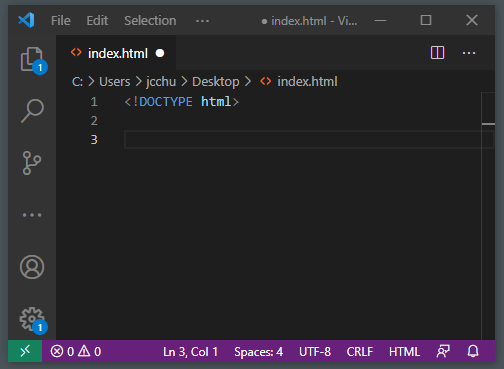 File Edit Selection ··· ● index.html - Vi...
<> index.html ● ···
C: > Users > jcchu > Desktop > <> index.html
1 <!DOCTYPE html>
2
3
1
1
0 0 Ln 3, Col 1 Spaces: 4 UTF-8 CRLF HTML